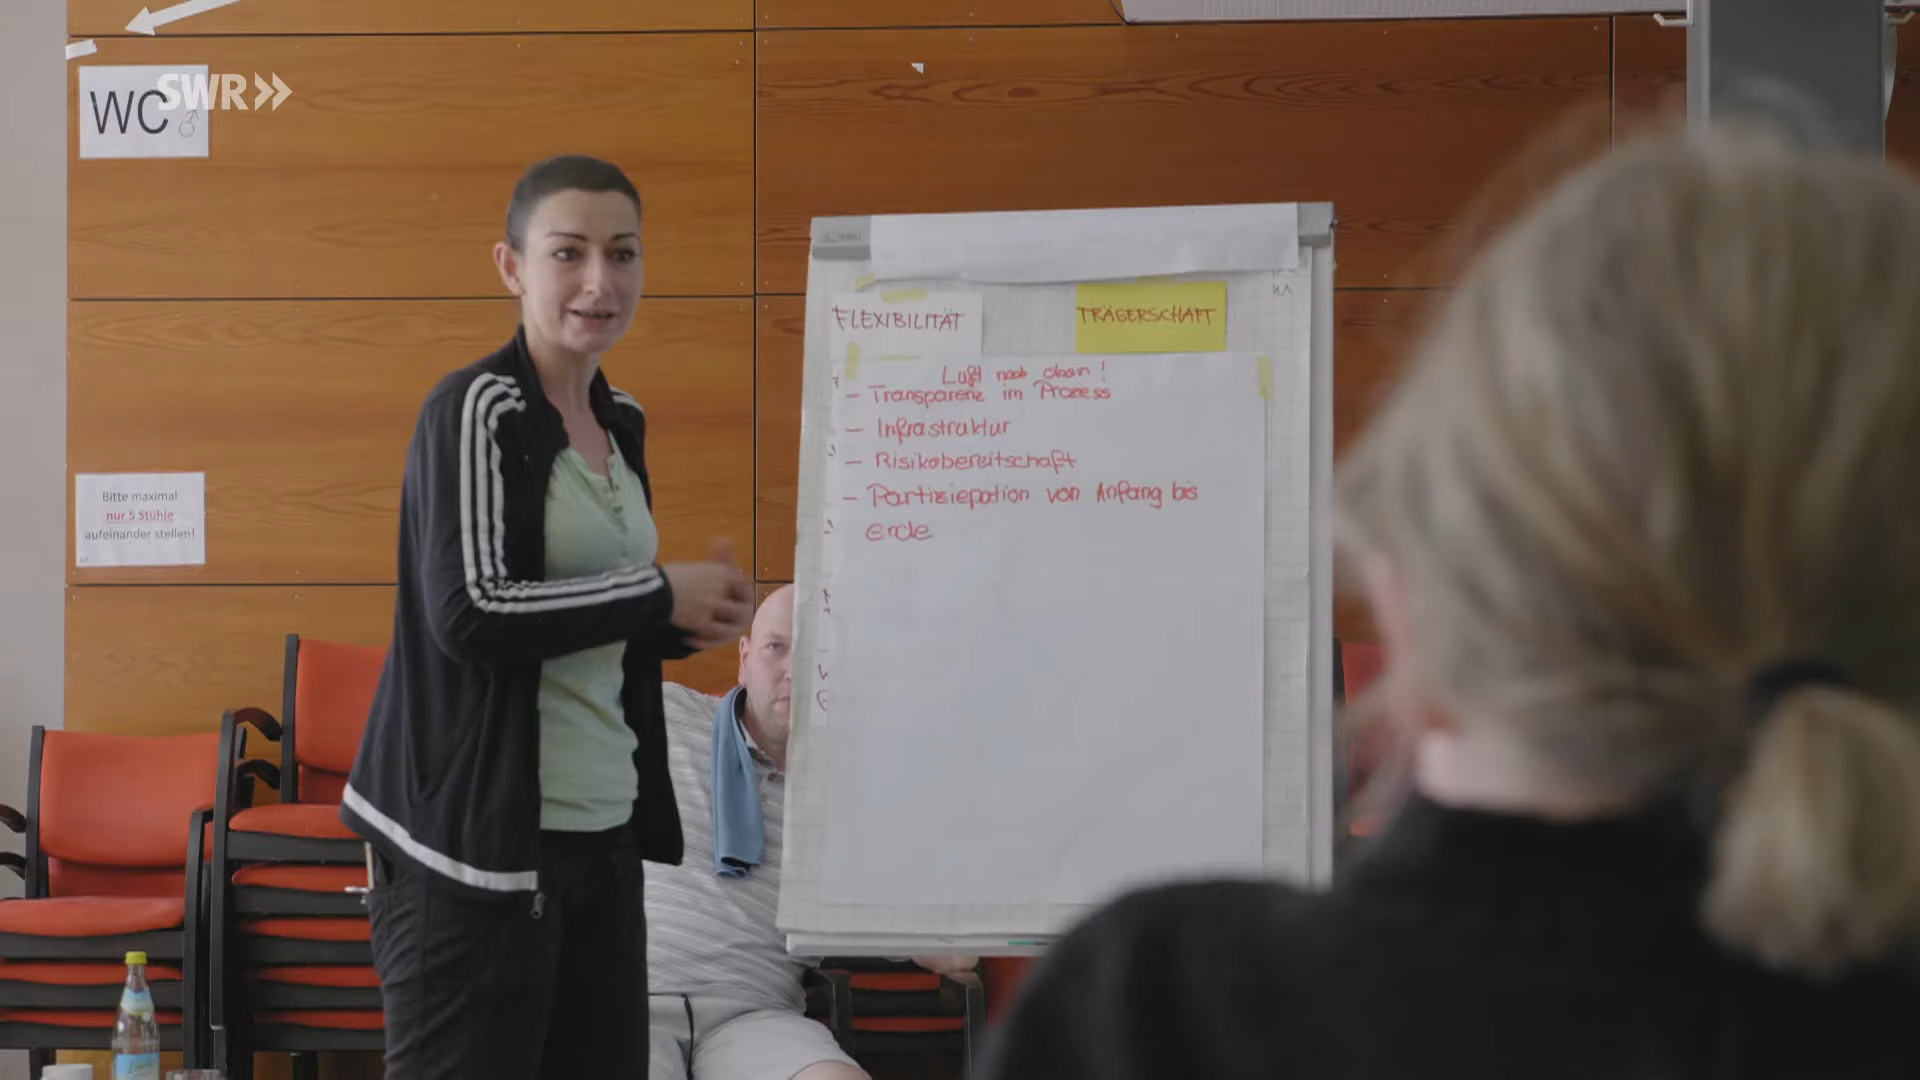 WC
SWR
FLEXIBILITÄT
TRÄGERSCHAFT
Luft nach oben!
- Transparenz im Prozess
- Infrastruktur
- Risikobereitschaft
- Partiziepation von Anfang bis
Ende
Bitte maximal
nur 5 Stühle
aufeinander stellen!